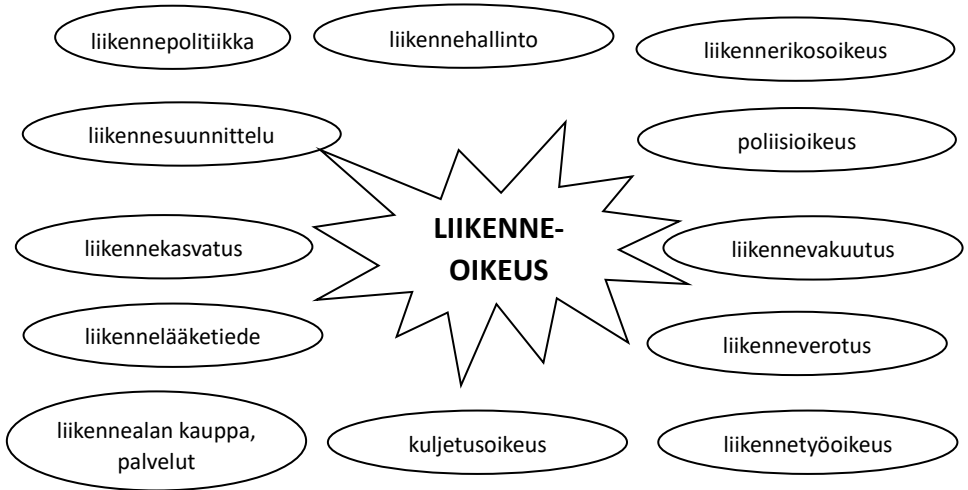 liikennepolitiikka
liikennehallinto
liikennerikosoikeus
liikennesuunnittelu
poliisioikeus
LIIKENNE-
OIKEUS
liikennekasvatus
liikennevakuutus
liikennelääketiede
liikenneverotus
liikennealan kauppa,
palvelut
kuljetusoikeus
liikennetyöoikeus